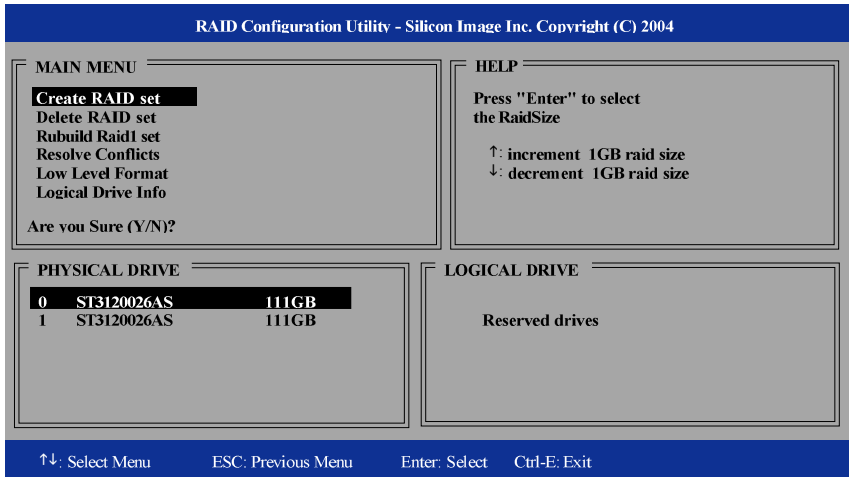 RAID Configuration Utility - Silicon Image Inc. Copyright (C) 2004
MAIN MENU
Create RAID set
Delete RAID set
Rubuild Raid1 set
Resolve Conflicts
Low Level Format
Logical Drive Info
Are you Sure (Y/N)?
HELP
Press "Enter" to select
the RaidSize
↑: increment 1GB raid size
↓: decrement 1GB raid size
PHYSICAL DRIVE
0 ST3120026AS 111GB
1 ST3120026AS 111GB
LOGICAL DRIVE
Reserved drives
↑↓: Select Menu ESC: Previous Menu Enter: Select Ctrl-E: Exit